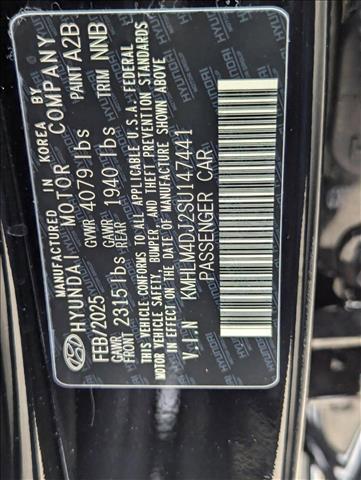 MANUFACTURED IN KOREA BY
HYUNDAI MOTOR COMPANY
FEB/2025 GVWR 4079 lbs PAINT A2B
GAWR FRONT 2315 lbs GAWR REAR 1940 lbs TRIM NNB
THIS VEHICLE CONFORMS TO ALL APPLICABLE U.S.A. FEDERAL
MOTOR VEHICLE SAFETY, BUMPER, AND THEFT PREVENTION STANDARDS
IN EFFECT ON THE DATE OF MANUFACTURE SHOWN ABOVE
V.I.N KMHLM4DJ2SU147441
PASSENGER CAR